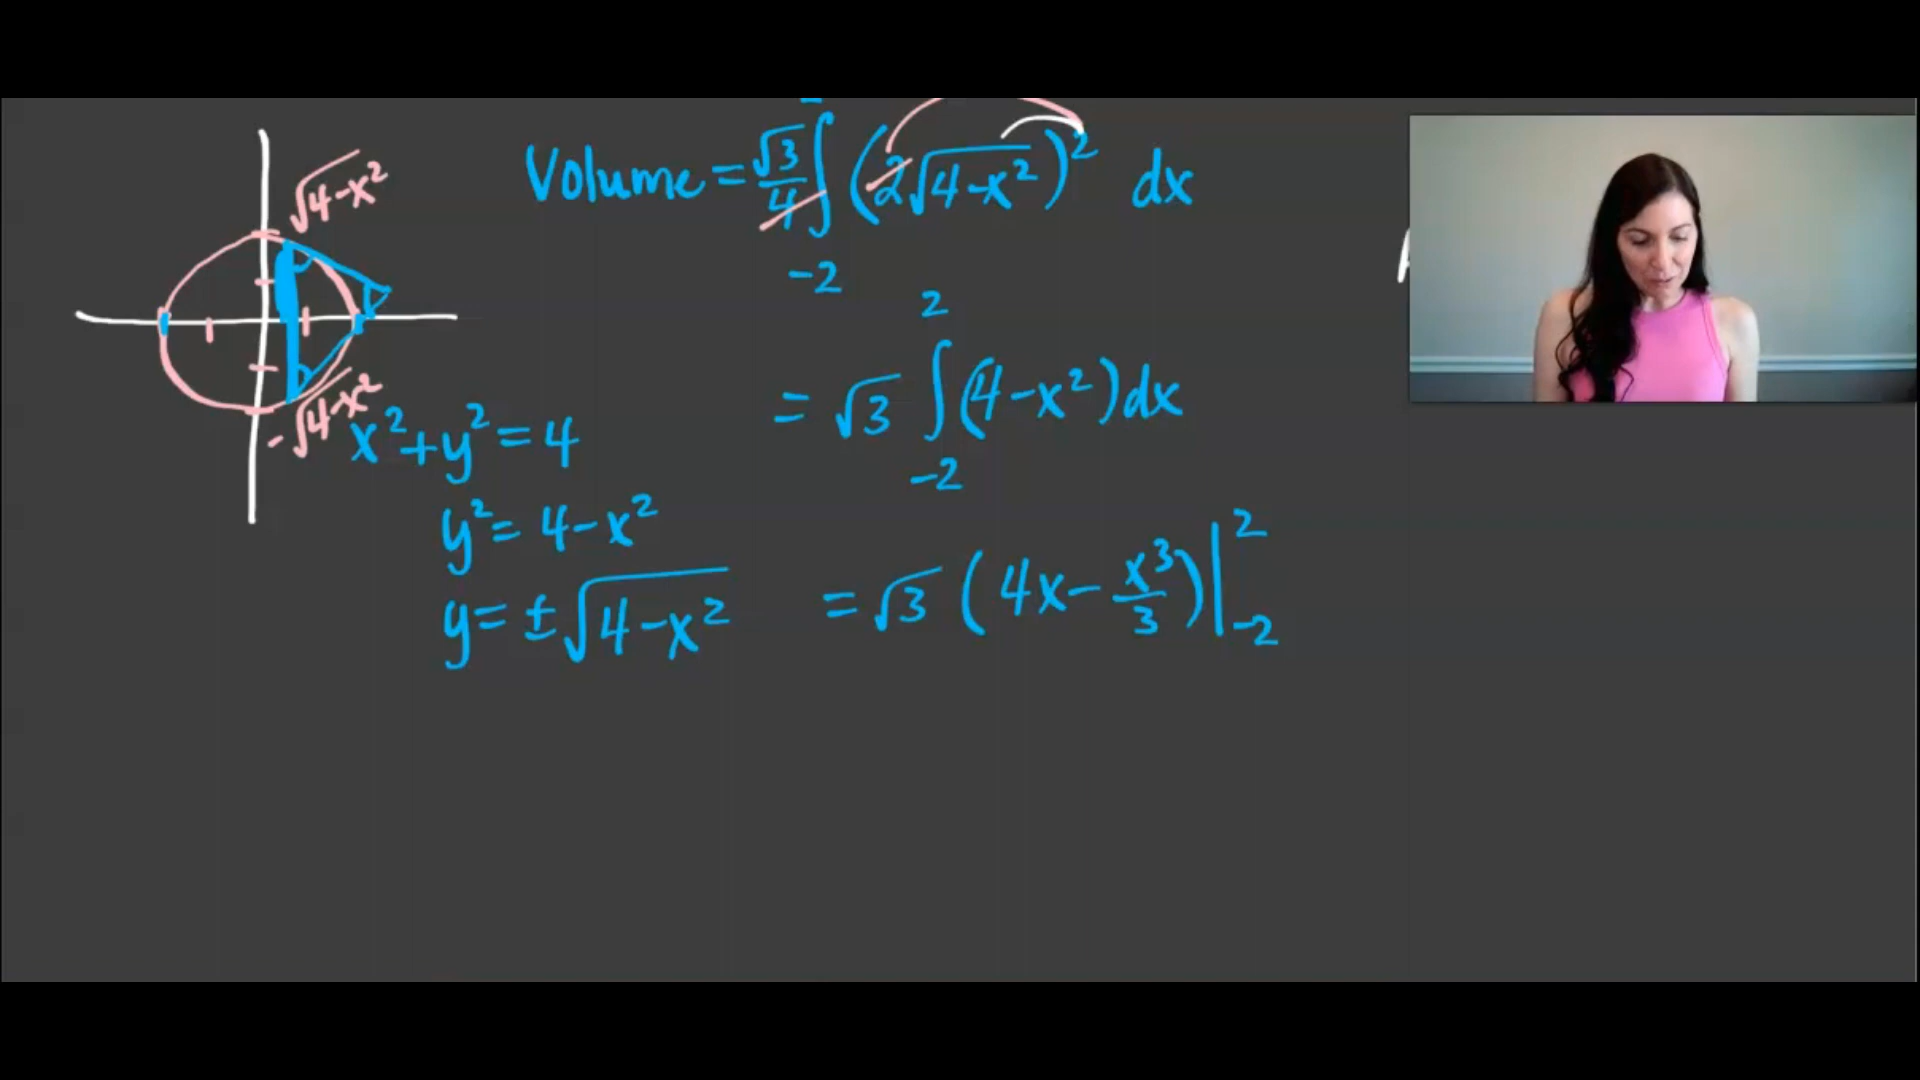 √4-x²
-√4-x²
x²+y²=4
y²=4-x²
y=±√4-x²
Volume = √3/4 ∫ -2 (2√4-x²)² dx
= √3 ∫ 2 -2 (4-x²)dx
= √3 (4x - x³/3) | 2 -2